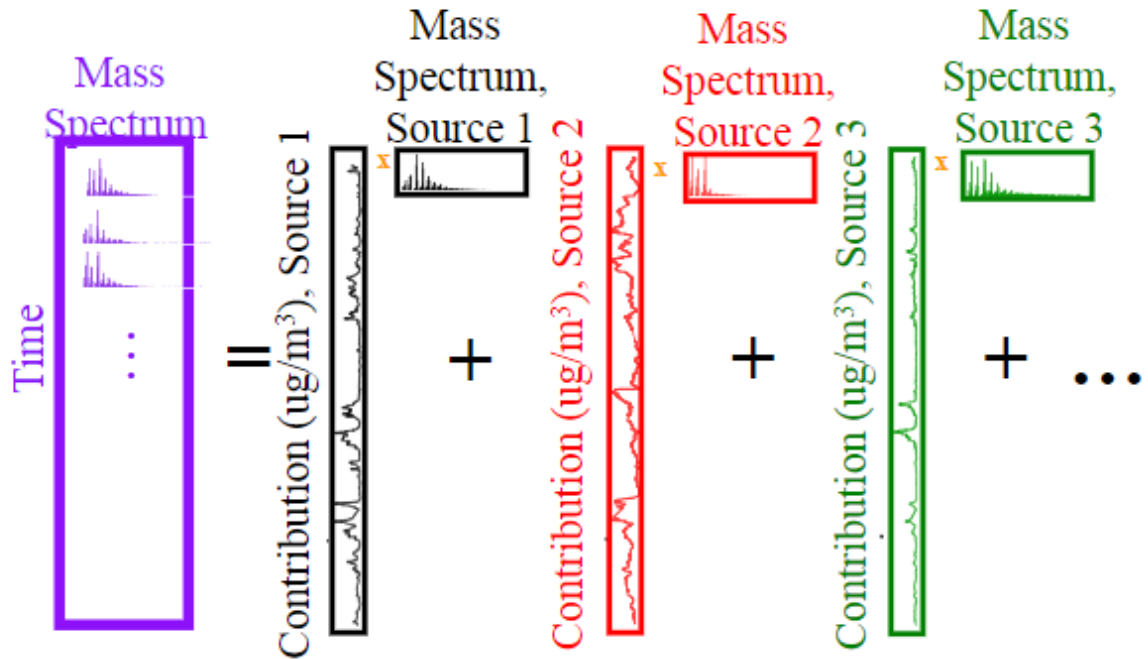 Mass
Spectrum
Time
=
Contribution (ug/m³), Source 1
x
Mass
Spectrum,
Source 1
+
Contribution (ug/m³), Source 2
x
Mass
Spectrum,
Source 2
+
Contribution (ug/m³), Source 3
x
Mass
Spectrum,
Source 3
+
...